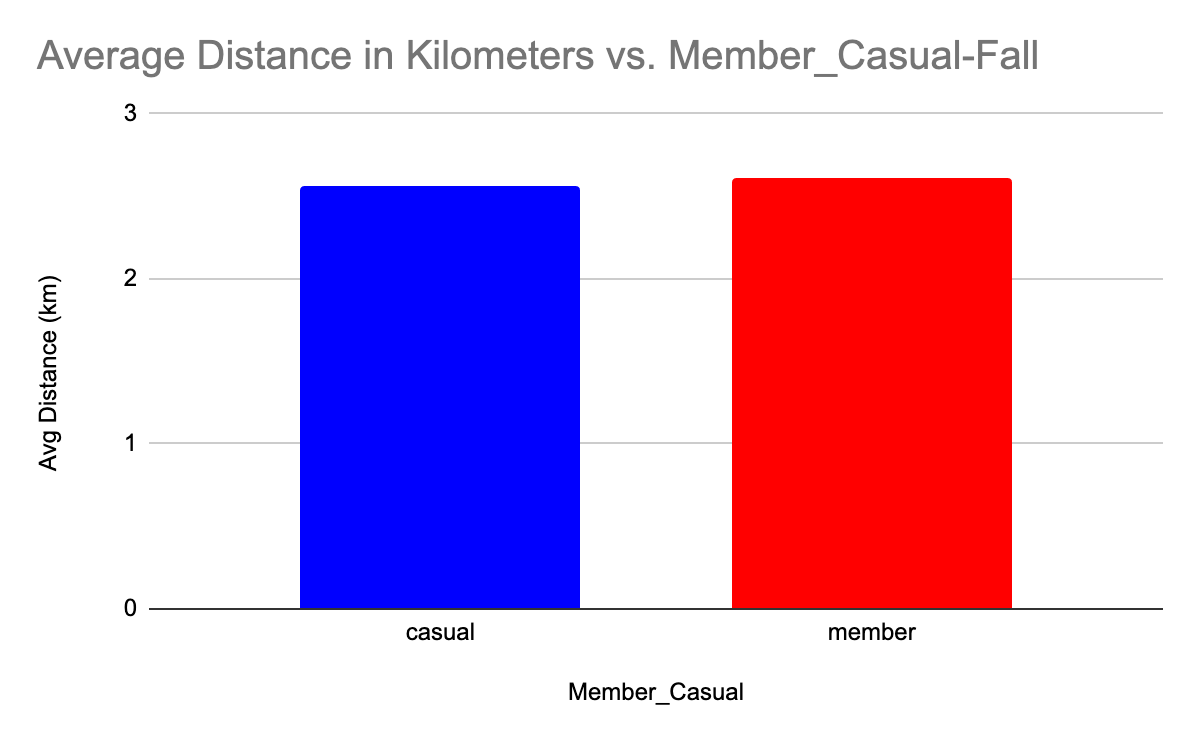 Average Distance in Kilometers vs. Member_Casual-Fall
3
2
1
0
Avg Distance (km)
casual
member
Member_Casual